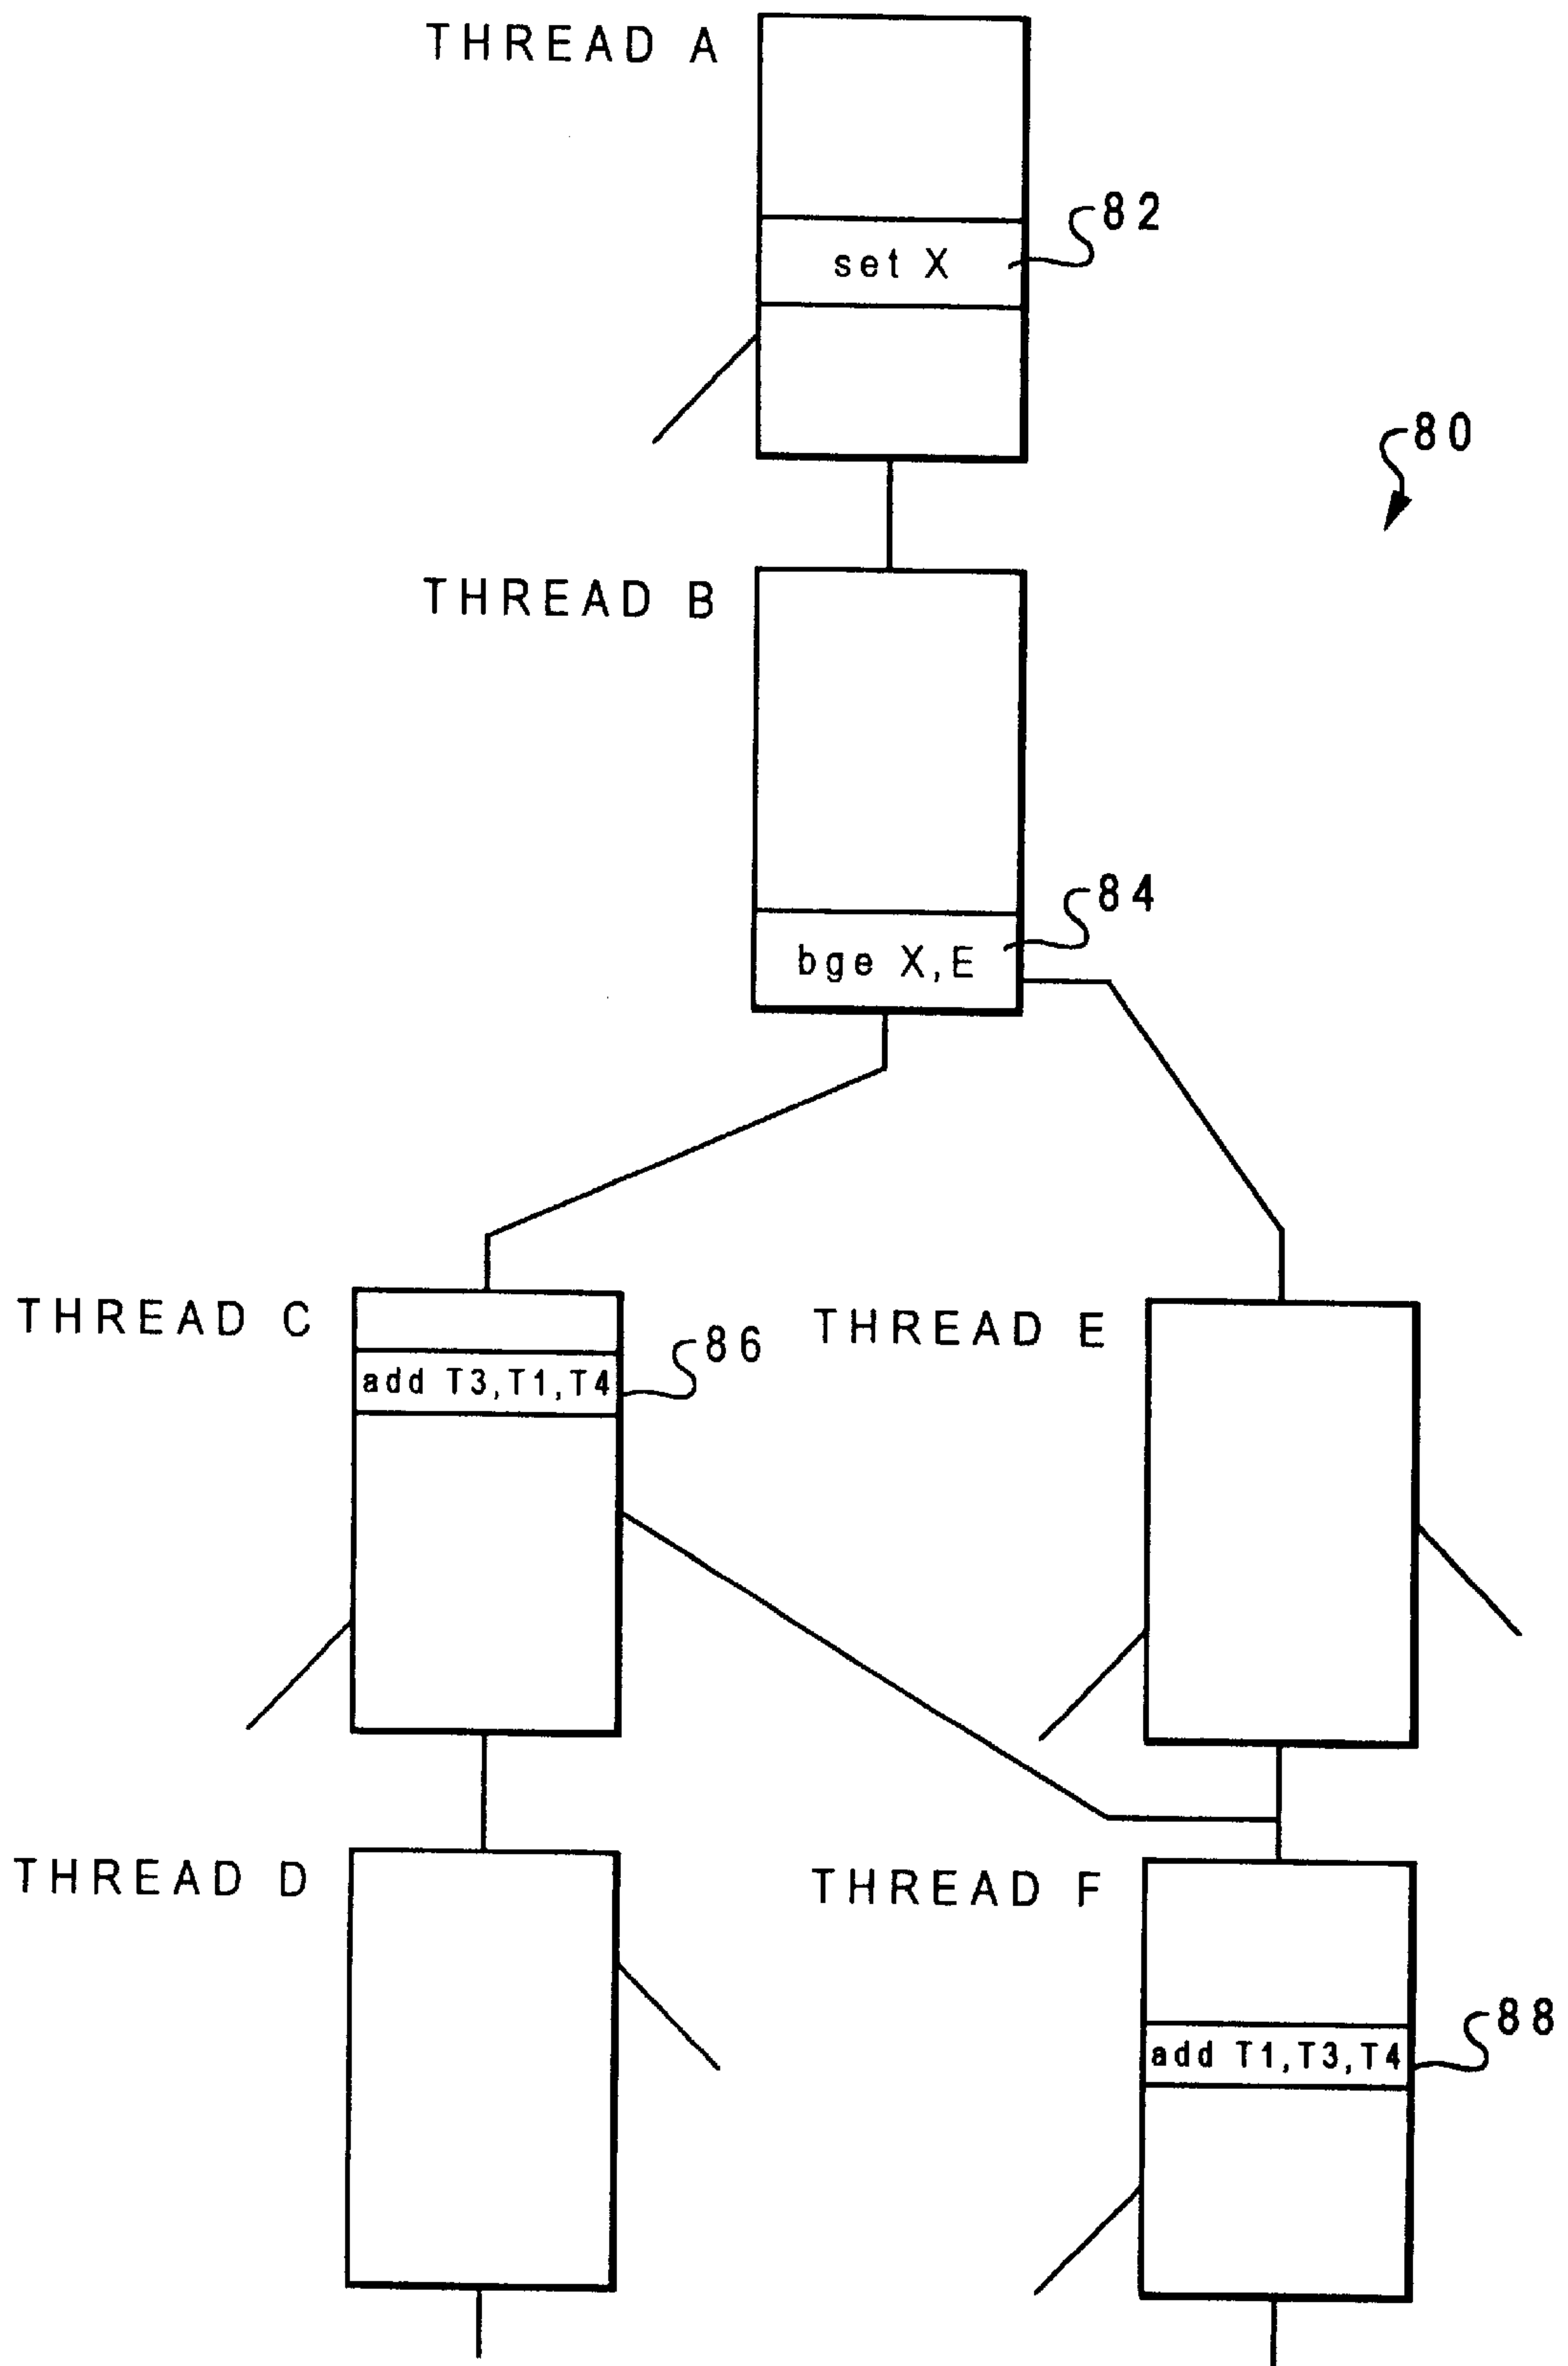 THREAD A
82
set X
80
THREAD B
84
bge X,E
THREAD C
86
THREAD E
add T3,T1,T4
THREAD D
THREAD F
88
add T1,T3,T4